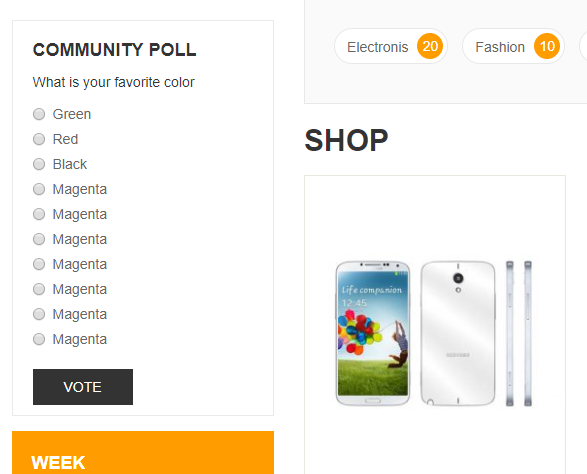 COMMUNITY POLL
What is your favorite color
Green
Red
Black
Magenta
Magenta
Magenta
Magenta
Magenta
Magenta
Magenta
VOTE
WEEK
Electronis 20
Fashion 10
SHOP
Life companion
12:45
SAMSUNG